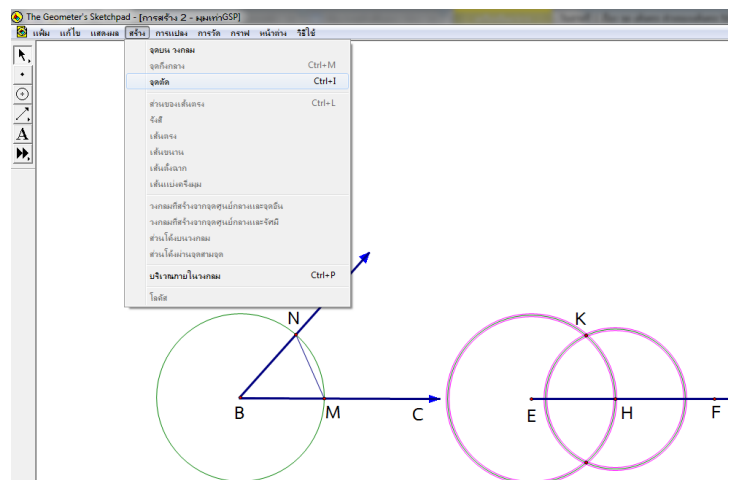 The Geometer's Sketchpad - [การสร้าง 2 - มุมเท่าGSP]
แฟ้ม แก้ไข แสดงผล สร้าง การแปลง การวัด กราฟ หน้าต่าง วิธีใช้
จุดบน วงกลม
จุดกึ่งกลาง Ctrl+M
จุดตัด Ctrl+I
ส่วนของเส้นตรง Ctrl+L
รังสี
เส้นตรง
เส้นขนาน
เส้นตั้งฉาก
เส้นแบ่งครึ่งมุม
วงกลมที่สร้างจากจุดศูนย์กลางและจุดอื่น
วงกลมที่สร้างจากจุดศูนย์กลางและรัศมี
ส่วนโค้งบนวงกลม
ส่วนโค้งผ่านจุดสามจุด
บริเวณภายในวงกลม Ctrl+P
โลคัส
A
N
K
B
M
C
E
H
F